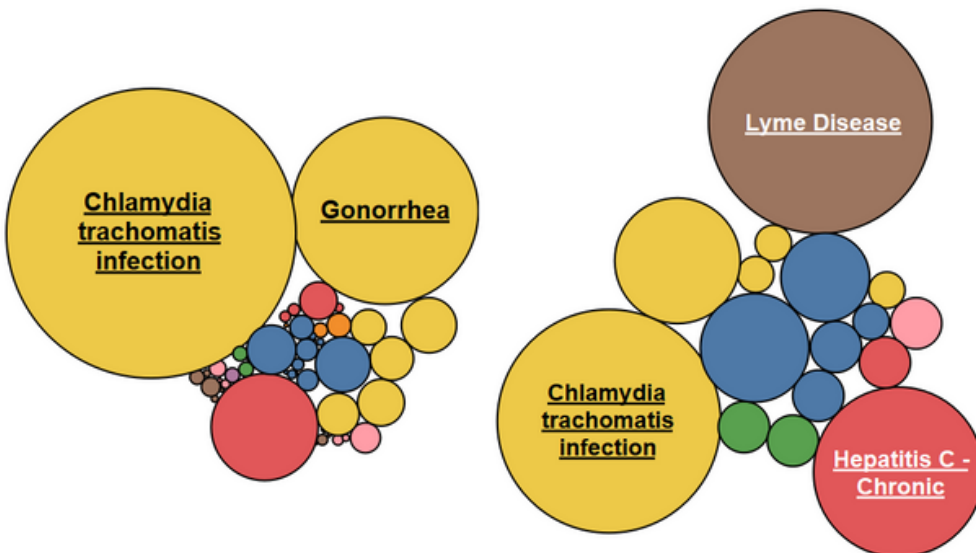 Chlamydia
trachomatis
infection
Gonorrhea
Lyme Disease
Chlamydia
trachomatis
infection
Hepatitis C -
Chronic